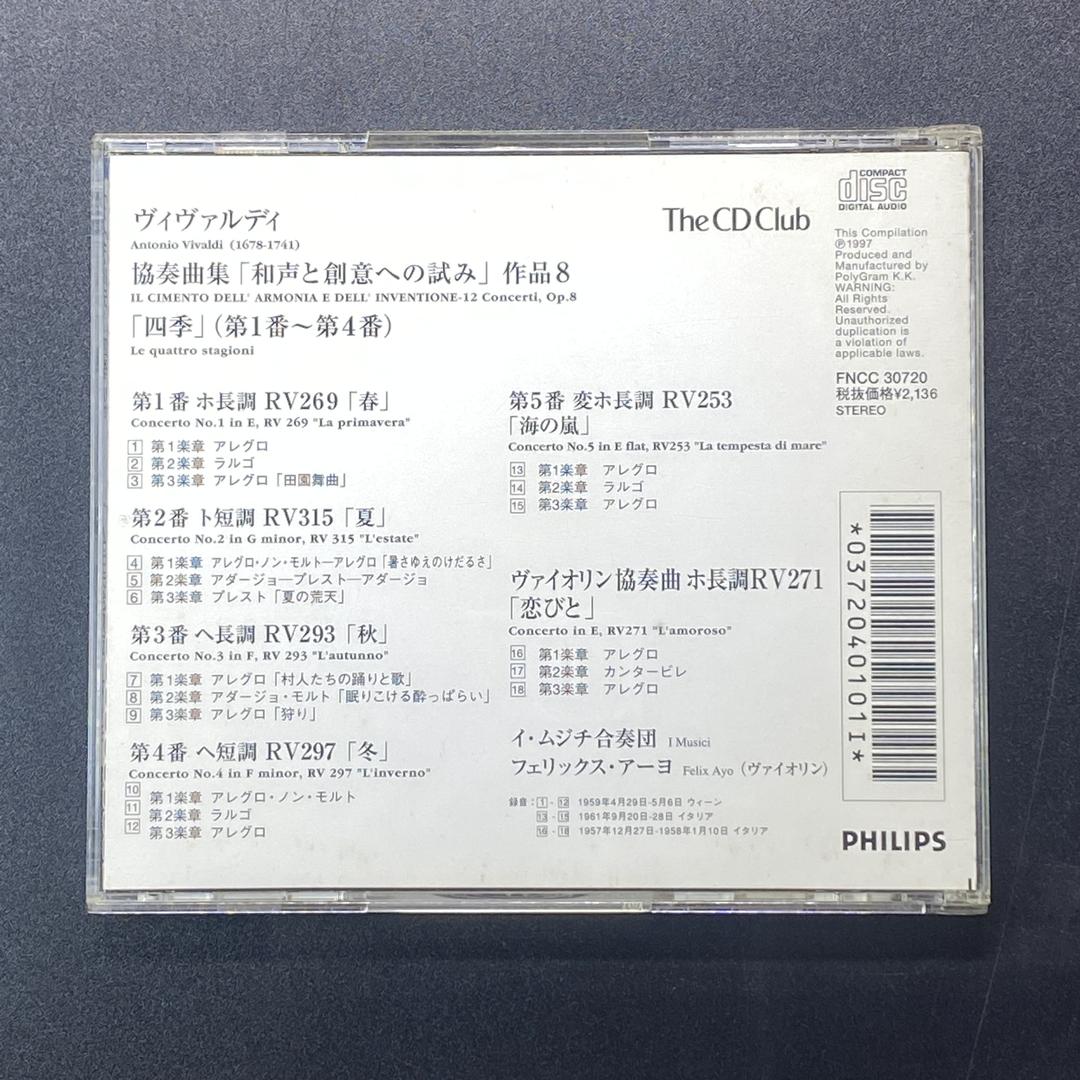 ヴィヴァルディ
Antonio Vivaldi (1678-1741)
協奏曲集「和声と創意への試み」作品8
IL CIMENTO DELL' ARMONIA E DELL' INVENTIONE-12 Concerti, Op.8
「四季」(第1番〜第4番)
Le quattro stagioni
第1番 ホ長調 RV269「春」
Concerto No.1 in E, RV 269 "La primavera"
1 第1楽章 アレグロ
2 第2楽章 ラルゴ
3 第3楽章 アレグロ「田園舞曲」
第2番 ト短調 RV315「夏」
Concerto No.2 in G minor, RV 315 "L'estate"
4 第1楽章 アレグロ・ノン・モルト—アレグロ「暑さゆえのけだるさ」
5 第2楽章 アダージョ—プレスト—アダージョ
6 第3楽章 プレスト「夏の荒天」
第3番 ヘ長調 RV293「秋」
Concerto No.3 in F, RV 293 "L'autunno"
7 第1楽章 アレグロ「村人たちの踊りと歌」
8 第2楽章 アダージョ・モルト「眠りこける酔っぱらい」
9 第3楽章 アレグロ「狩り」
第4番 ヘ短調 RV297「冬」
Concerto No.4 in F minor, RV 297 "L'inverno"
10 第1楽章 アレグロ・ノン・モルト
11 第2楽章 ラルゴ
12 第3楽章 アレグロ
The CD Club
第5番 変ホ長調 RV253
「海の嵐」
Concerto No.5 in E flat, RV253 "La tempesta di mare"
13 第1楽章 アレグロ
14 第2楽章 ラルゴ
15 第3楽章 アレグロ
ヴァイオリン協奏曲 ホ長調RV271
「恋びと」
Concerto in E, RV271 "L'amoroso"
16 第1楽章 アレグロ
17 第2楽章 カンタービレ
18 第3楽章 アレグロ
イ・ムジチ合奏団 I Musici
フェリックス・アーヨ Felix Ayo (ヴァイオリン)
録音:1-12 1959年4月29日-5月6日 ウィーン
13-15 1961年9月20日-28日 イタリア
16-18 1957年12月27日-1958年1月10日 イタリア
COMPACT
disc
DIGITAL AUDIO
This Compilation
℗1997
Produced and
Manufactured by
PolyGram K.K.
WARNING:
All Rights
Reserved.
Unauthorized
duplication is
a violation of
applicable laws.
FNCC 30720
税抜価格¥2,136
STEREO
*03720401011*
PHILIPS